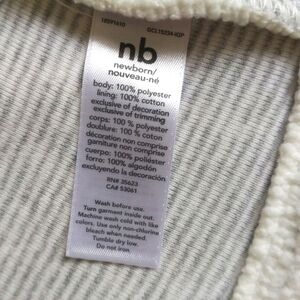 nb
newborn/
nouveau-né
body: 100% polyester
lining: 100% cotton
exclusive of decoration
exclusive of trimming
corps: 100% polyester
doublure: 100% coton
décoration non comprise
garniture non comprise
cuerpo: 100% poliéster
forro: 100% algodón
excluyendo la decoración
RN# 35623
CA# 53061
Wash before use.
Turn garment inside out.
Machine wash cold with like
colors. Use only non-chlorine
bleach when needed.
Tumble dry low.
Do not iron.